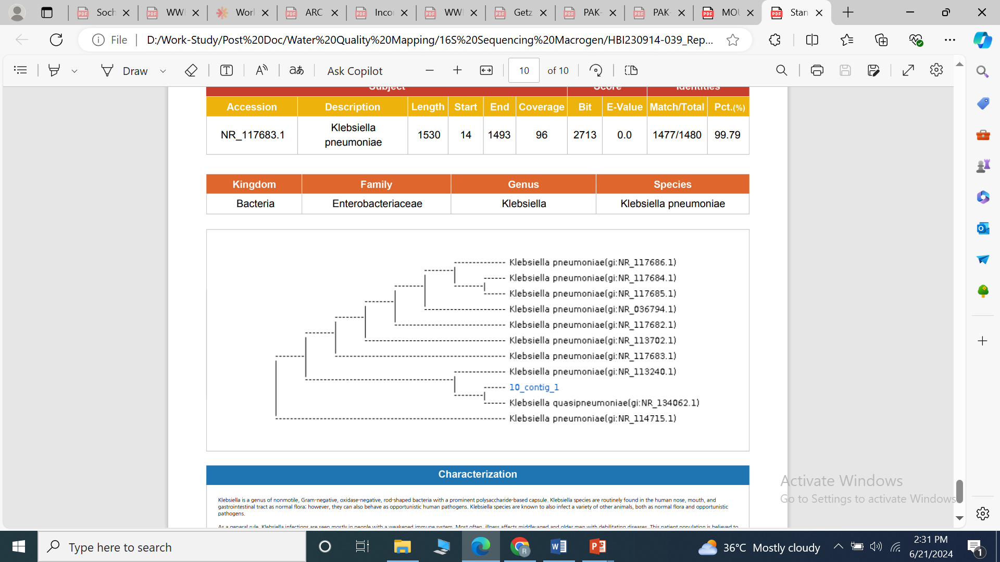 Soch
WWI
Worl
ARC
Inco
WWI
Getz
PAK-
PAK-
MOU
Stan
File
D:/Work-Study/Post%20Doc/Water%20Quality%20Mapping/16S%20Sequencing%20Macrogen/HBI230914-039_Rep...
Draw
Ask Copilot
10
of 10
Subject Score Identities
Accession Description Length Start End Coverage Bit E-Value Match/Total Pct.(%)
NR_117683.1 Klebsiella pneumoniae 1530 14 1493 96 2713 0.0 1477/1480 99.79
Kingdom Family Genus Species
Bacteria Enterobacteriaceae Klebsiella Klebsiella pneumoniae
Klebsiella pneumoniae(gi:NR_117686.1)
Klebsiella pneumoniae(gi:NR_117684.1)
Klebsiella pneumoniae(gi:NR_117685.1)
Klebsiella pneumoniae(gi:NR_036794.1)
Klebsiella pneumoniae(gi:NR_117682.1)
Klebsiella pneumoniae(gi:NR_113702.1)
Klebsiella pneumoniae(gi:NR_117683.1)
Klebsiella pneumoniae(gi:NR_113240.1)
10_contig_1
Klebsiella quasipneumoniae(gi:NR_134062.1)
Klebsiella pneumoniae(gi:NR_114715.1)
Characterization
Klebsiella is a genus of nonmotile, Gram-negative, oxidase-negative, rod-shaped bacteria with a prominent polysaccharide-based capsule. Klebsiella species are routinely found in the human nose, mouth, and
gastrointestinal tract as normal flora; however, they can also behave as opportunistic human pathogens. Klebsiella species are known to also infect a variety of other animals, both as normal flora and opportunistic
pathogens.
As a general rule, Klebsiella infections are seen mostly in people with a weakened immune system. Most often, illness affects middle-aged and older men with debilitating diseases. This patient population is believed to
Activate Windows
Go to Settings to activate Windows
Type here to search
36°C Mostly cloudy
2:31 PM
6/21/2024
1